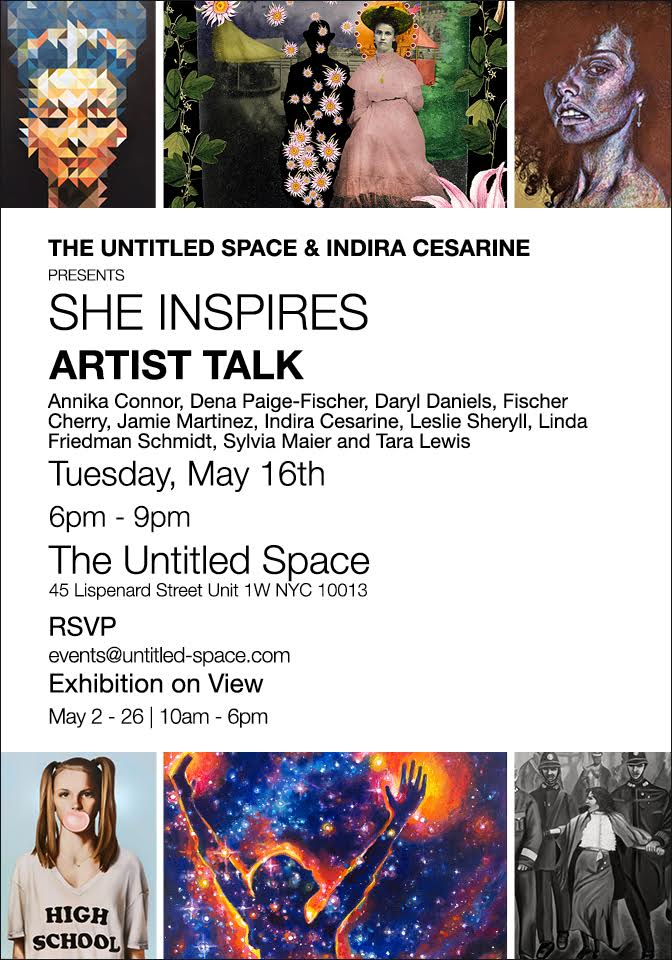 THE UNTITLED SPACE & INDIRA CESARINE
PRESENTS
SHE INSPIRES
ARTIST TALK
Annika Connor, Dena Paige-Fischer, Daryl Daniels, Fischer
Cherry, Jamie Martinez, Indira Cesarine, Leslie Sheryll, Linda
Friedman Schmidt, Sylvia Maier and Tara Lewis
Tuesday, May 16th
6pm - 9pm
The Untitled Space
45 Lispenard Street Unit 1W NYC 10013
RSVP
events@untitled-space.com
Exhibition on View
May 2 - 26 | 10am - 6pm
HIGH
SCHOOL